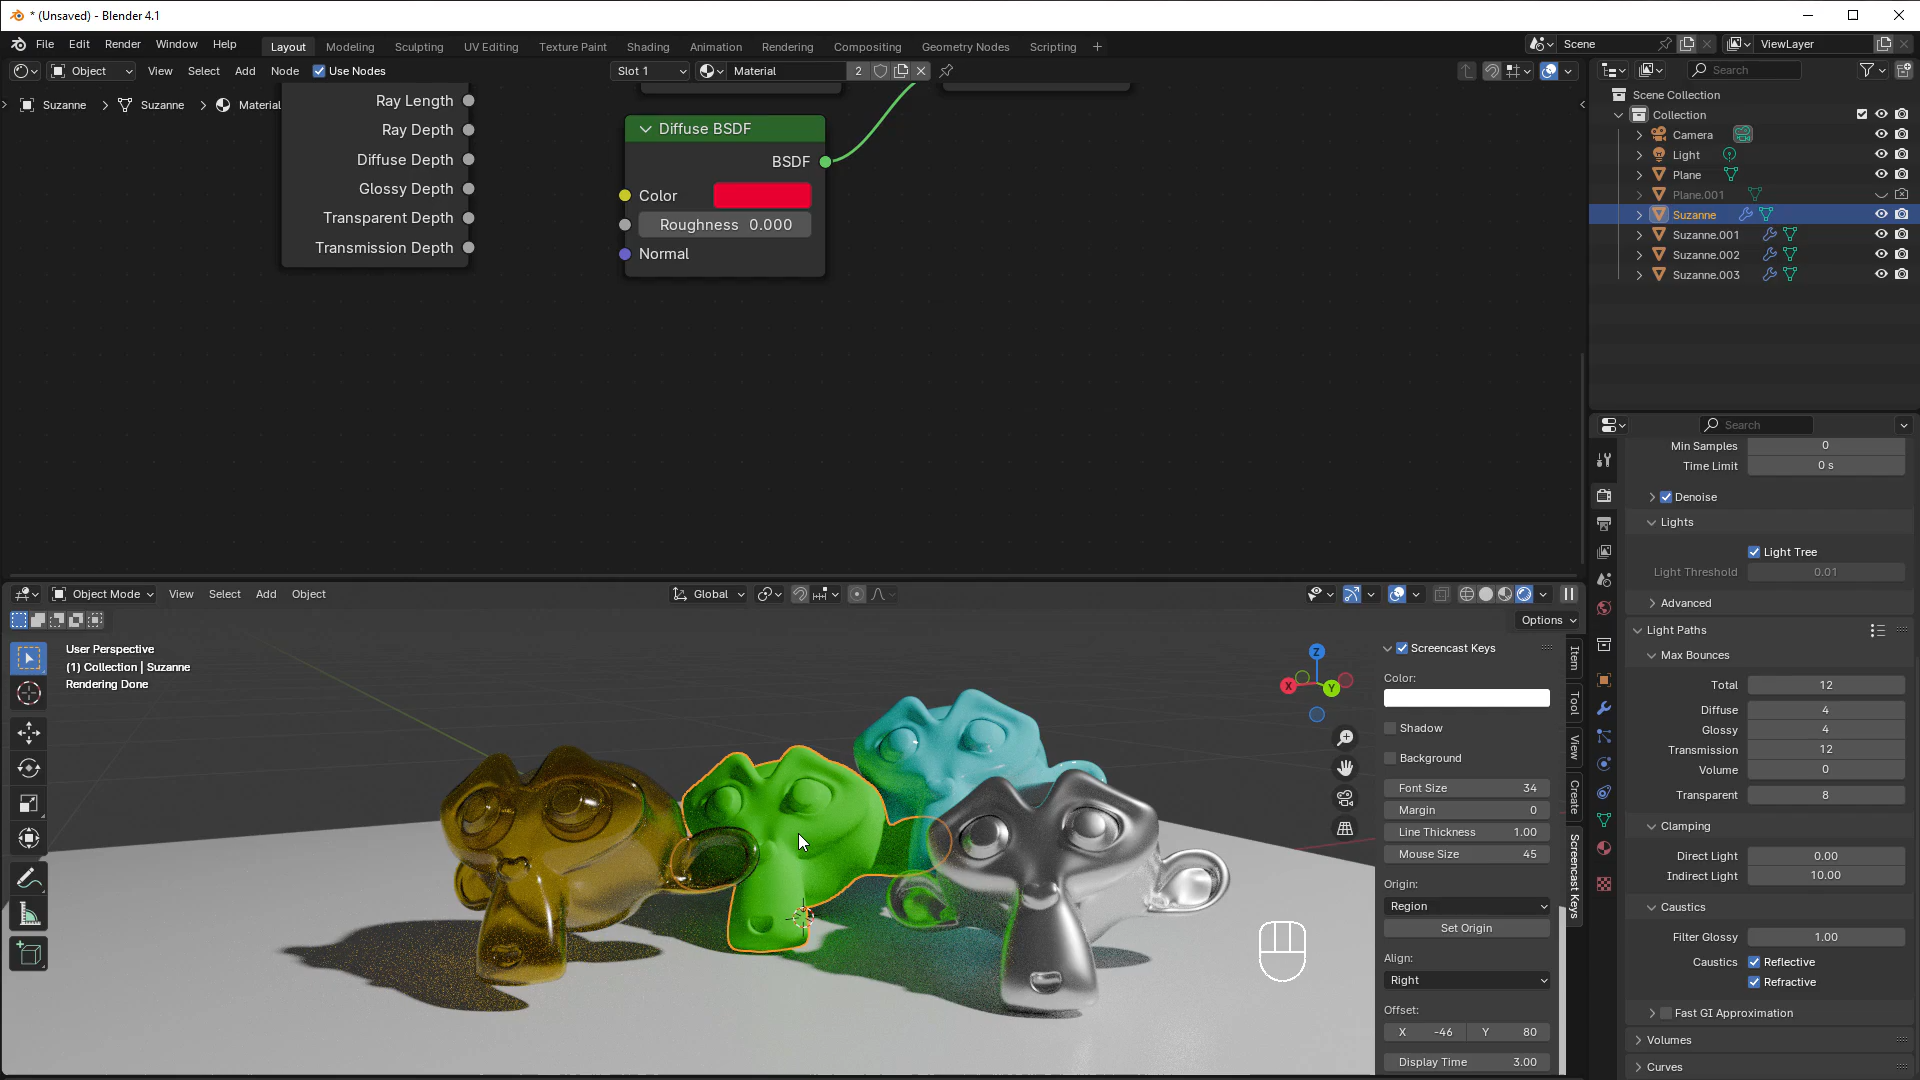 * (Unsaved) - Blender 4.1
File Edit Render Window Help Layout Modeling Sculpting UV Editing Texture Paint Shading Animation Rendering Compositing Geometry Nodes Scripting + Scene ViewLayer
Object View Select Add Node Use Nodes Slot 1 Material 2 Search
Suzanne Suzanne Material
Ray Length
Ray Depth
Diffuse Depth
Glossy Depth
Transparent Depth
Transmission Depth
Diffuse BSDF
BSDF
Color
Roughness 0.000
Normal
Scene Collection
Collection
Camera
Light
Plane
Plane.001
Suzanne
Suzanne.001
Suzanne.002
Suzanne.003
Search
Min Samples 0
Time Limit 0 s
Denoise
Lights
Light Tree
Light Threshold 0.01
Advanced
Light Paths
Max Bounces
Total 12
Diffuse 4
Glossy 4
Transmission 12
Volume 0
Transparent 8
Clamping
Direct Light 0.00
Indirect Light 10.00
Caustics
Filter Glossy 1.00
Caustics Reflective
Refractive
Fast GI Approximation
Volumes
Curves
Object Mode View Select Add Object Global
Options
User Perspective
(1) Collection | Suzanne
Rendering Done
Z
X
Y
Screencast Keys
Color:
Shadow
Background
Font Size 34
Margin 0
Line Thickness 1.00
Mouse Size 45
Origin:
Region
Set Origin
Align:
Right
Offset:
X -46 Y 80
Display Time 3.00
Item
Tool
View
Create
Screencast Keys